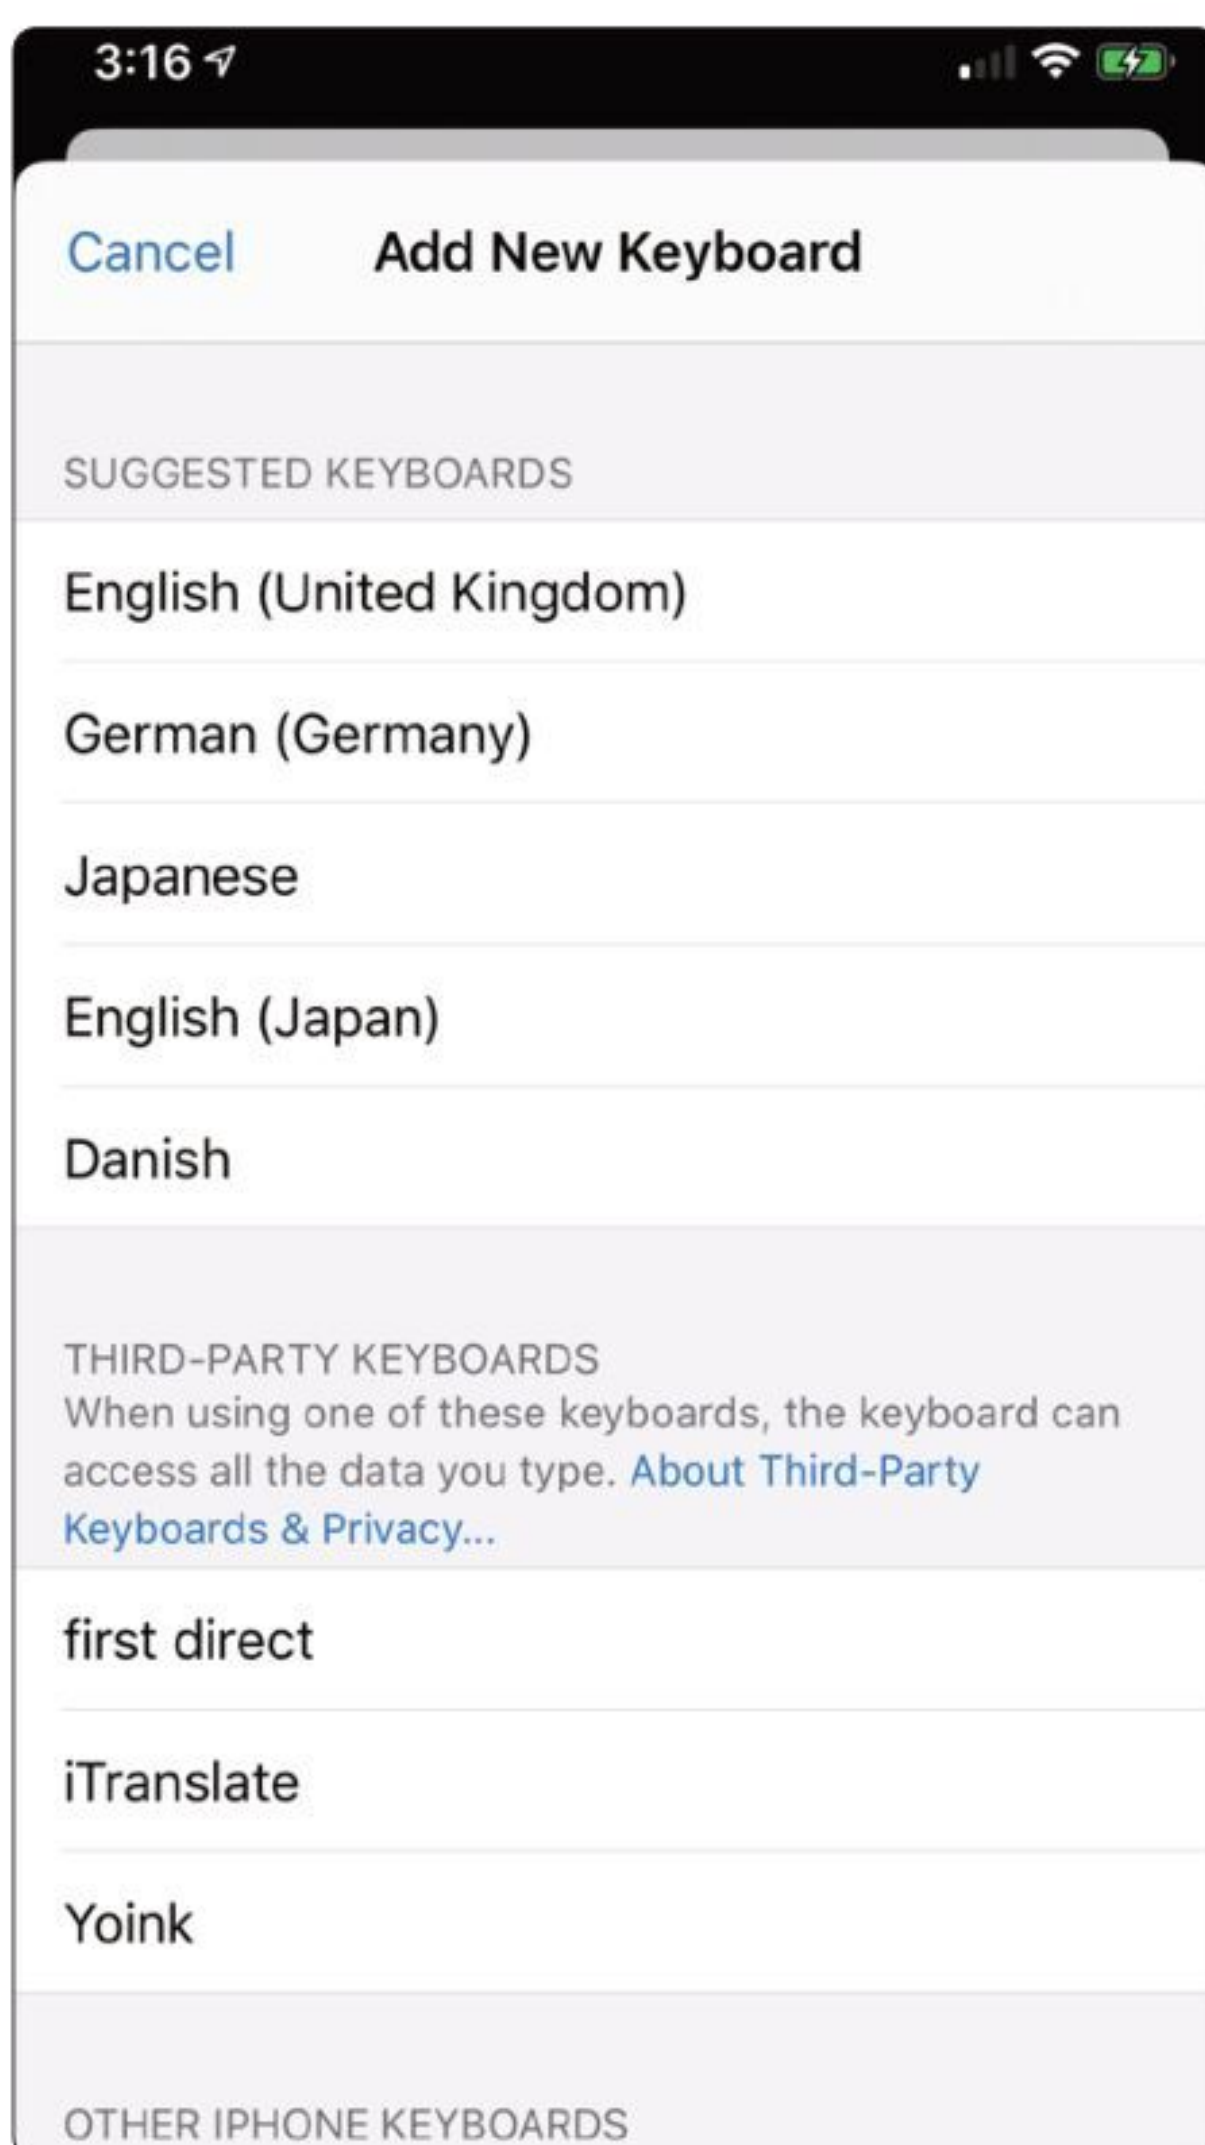 3:16
Cancel
Add New Keyboard
SUGGESTED KEYBOARDS
English (United Kingdom)
German (Germany)
Japanese
English (Japan)
Danish
THIRD-PARTY KEYBOARDS
When using one of these keyboards, the keyboard can
access all the data you type. About Third-Party
Keyboards & Privacy...
first direct
iTranslate
Yoink
OTHER IPHONE KEYBOARDS